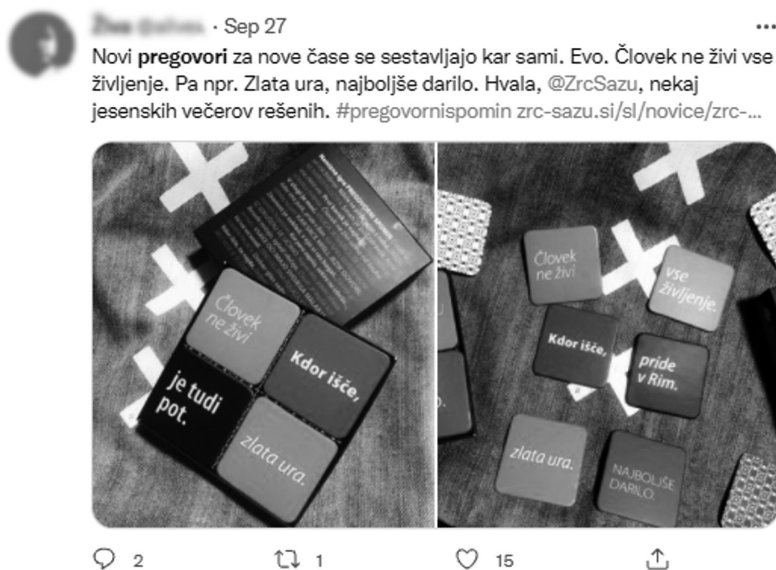 · Sep 27
Novi pregovori za nove čase se sestavljajo kar sami. Evo. Človek ne živi vse
življenje. Pa npr. Zlata ura, najboljše darilo. Hvala, @ZrcSazu, nekaj
jesenskih večerov rešenih. #pregovornispomin zrc-sazu.si/sl/novice/zrc-...
Človek
ne živi
Kdor išče,
je tudi
pot.
zlata ura.
Človek
ne živi
vse
življenje.
Kdor išče,
pride
v Rim.
zlata ura.
NAJBOLJŠE
DARILO.
2
1
15